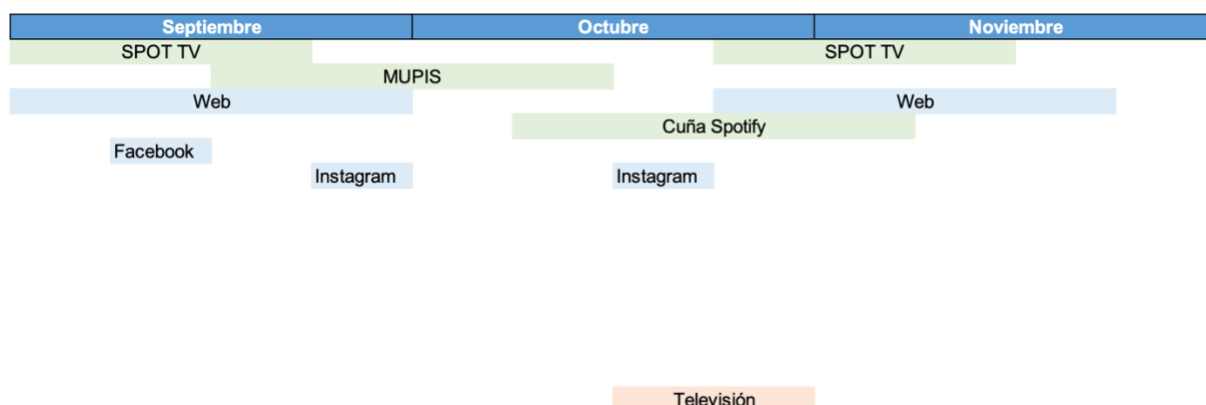 Septiembre Octubre Noviembre
SPOT TV SPOT TV
MUPIS
Web Web
Cuña Spotify
Facebook
Instagram Instagram
Televisión